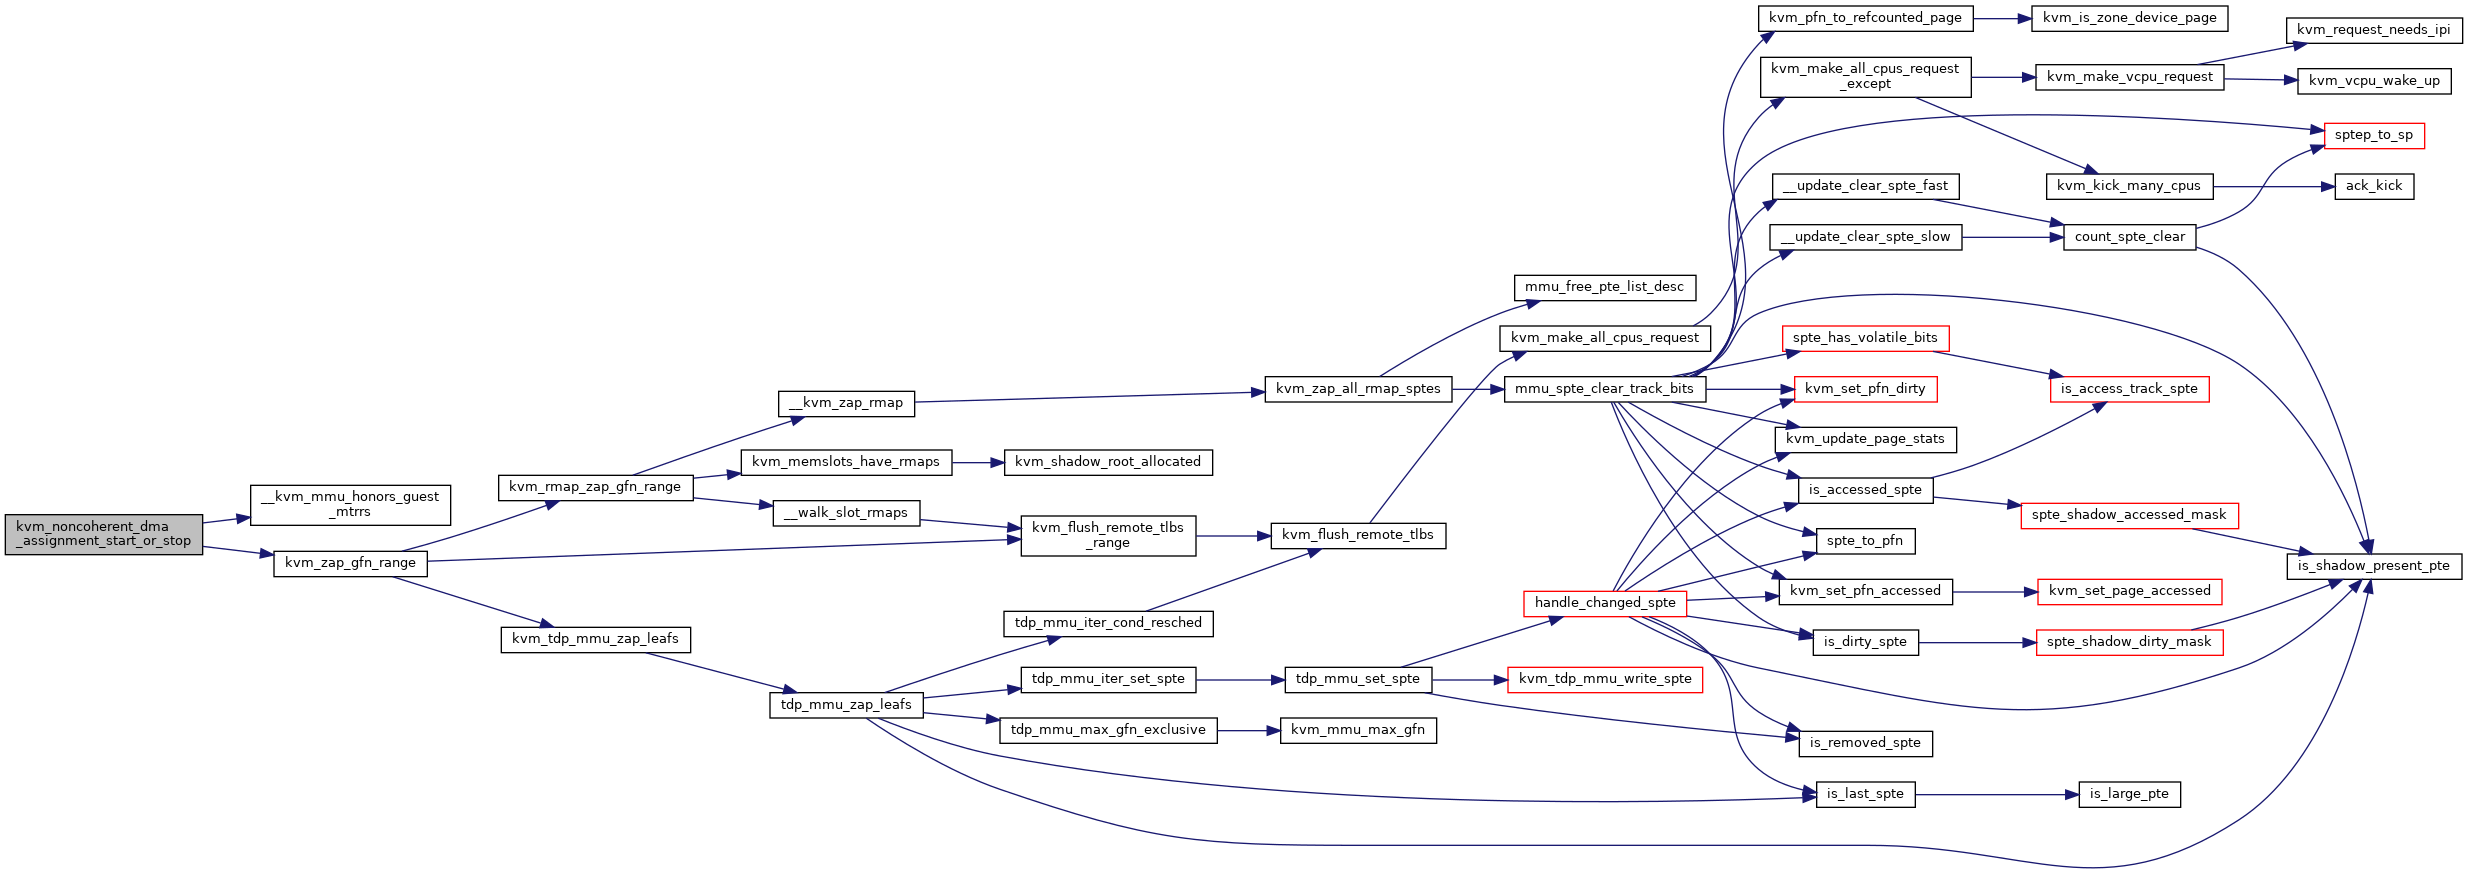 kvm_noncoherent_dma
_assignment_start_or_stop
__kvm_mmu_honors_guest
_mtrrs
kvm_zap_gfn_range
kvm_rmap_zap_gfn_range
kvm_tdp_mmu_zap_leafs
__kvm_zap_rmap
kvm_memslots_have_rmaps
__walk_slot_rmaps
tdp_mmu_zap_leafs
kvm_shadow_root_allocated
kvm_flush_remote_tlbs
_range
tdp_mmu_iter_cond_resched
tdp_mmu_iter_set_spte
tdp_mmu_max_gfn_exclusive
kvm_zap_all_rmap_sptes
kvm_flush_remote_tlbs
tdp_mmu_set_spte
kvm_mmu_max_gfn
mmu_free_pte_list_desc
kvm_make_all_cpus_request
mmu_spte_clear_track_bits
handle_changed_spte
kvm_tdp_mmu_write_spte
kvm_pfn_to_refcounted_page
kvm_make_all_cpus_request
_except
__update_clear_spte_fast
__update_clear_spte_slow
spte_has_volatile_bits
kvm_set_pfn_dirty
kvm_update_page_stats
is_accessed_spte
spte_to_pfn
kvm_set_pfn_accessed
is_dirty_spte
is_removed_spte
is_last_spte
kvm_is_zone_device_page
kvm_make_vcpu_request
kvm_kick_many_cpus
count_spte_clear
is_access_track_spte
spte_shadow_accessed_mask
kvm_set_page_accessed
spte_shadow_dirty_mask
is_large_pte
kvm_request_needs_ipi
kvm_vcpu_wake_up
sptep_to_sp
ack_kick
is_shadow_present_pte